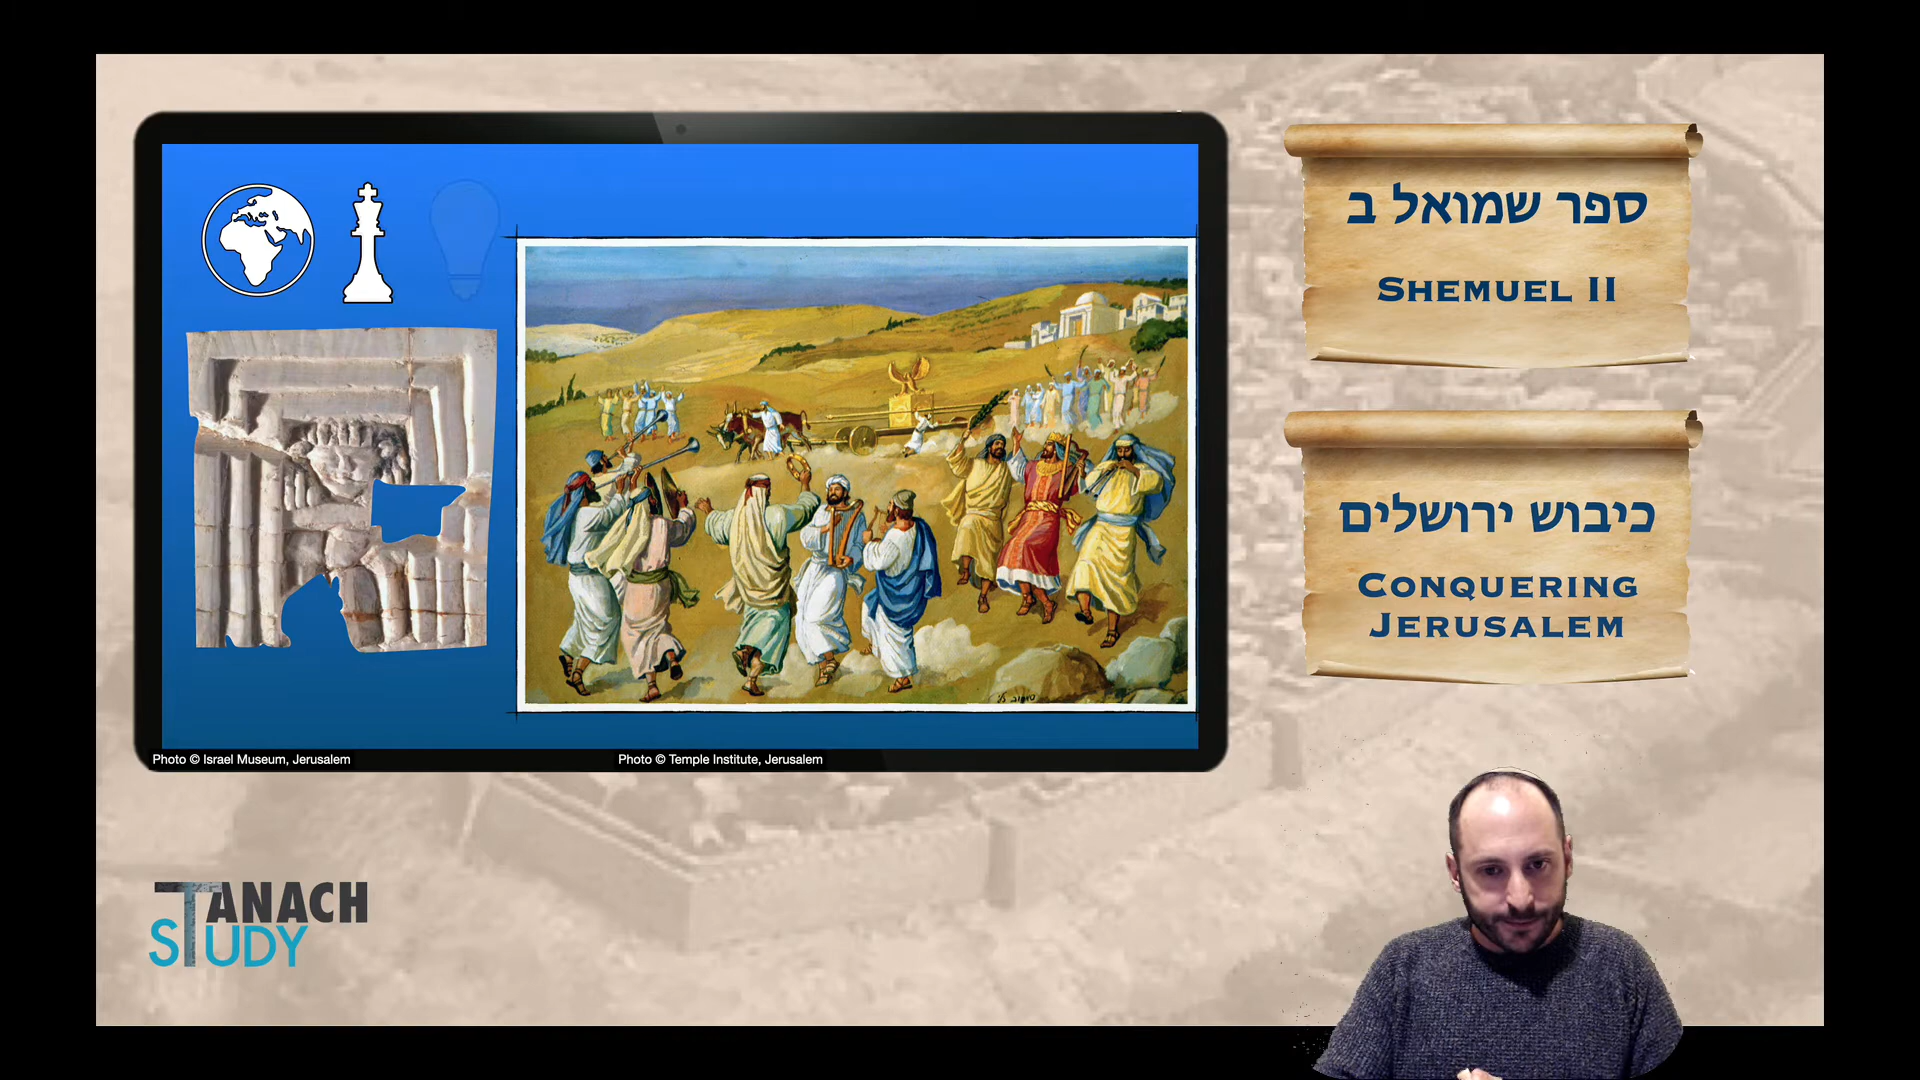 ספר שמואל ב
SHEMUEL II
כיבוש ירושלים
CONQUERING
JERUSALEM
Photo © Israel Museum, Jerusalem
Photo © Temple Institute, Jerusalem
TANACH
STUDY